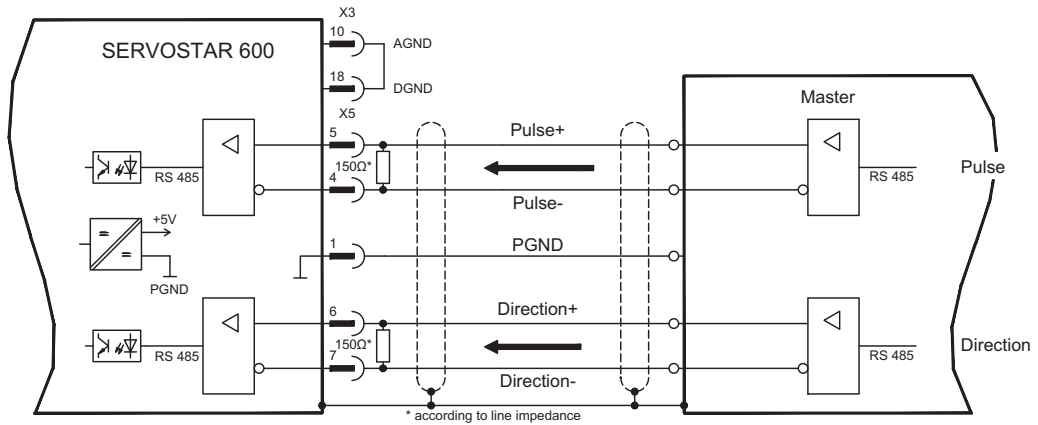 X3
10
AGND
SERVOSTAR 600
18
DGND
Master
X5
5
Pulse+
150Ω*
RS 485
4
Pulse-
RS 485
Pulse
+5V
1
PGND
PGND
6
Direction+
150Ω*
RS 485
7
Direction-
RS 485
Direction
* according to line impedance